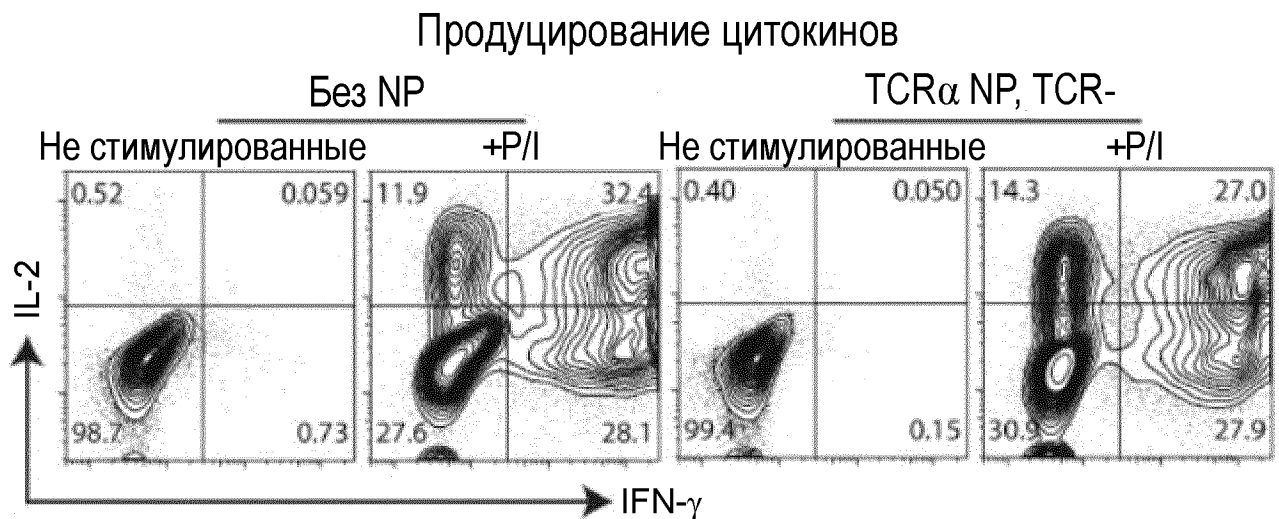 Продуцирование цитокинов
Без NP
TCRα NP, TCR-
Не стимулированные
+P/I
Не стимулированные
+P/I
0.52
0.059
11.9
32.4
0.40
0.050
14.3
27.0
IL-2
98.7
0.73
27.6
28.1
99.4
0.15
30.9
27.9
IFN-γ